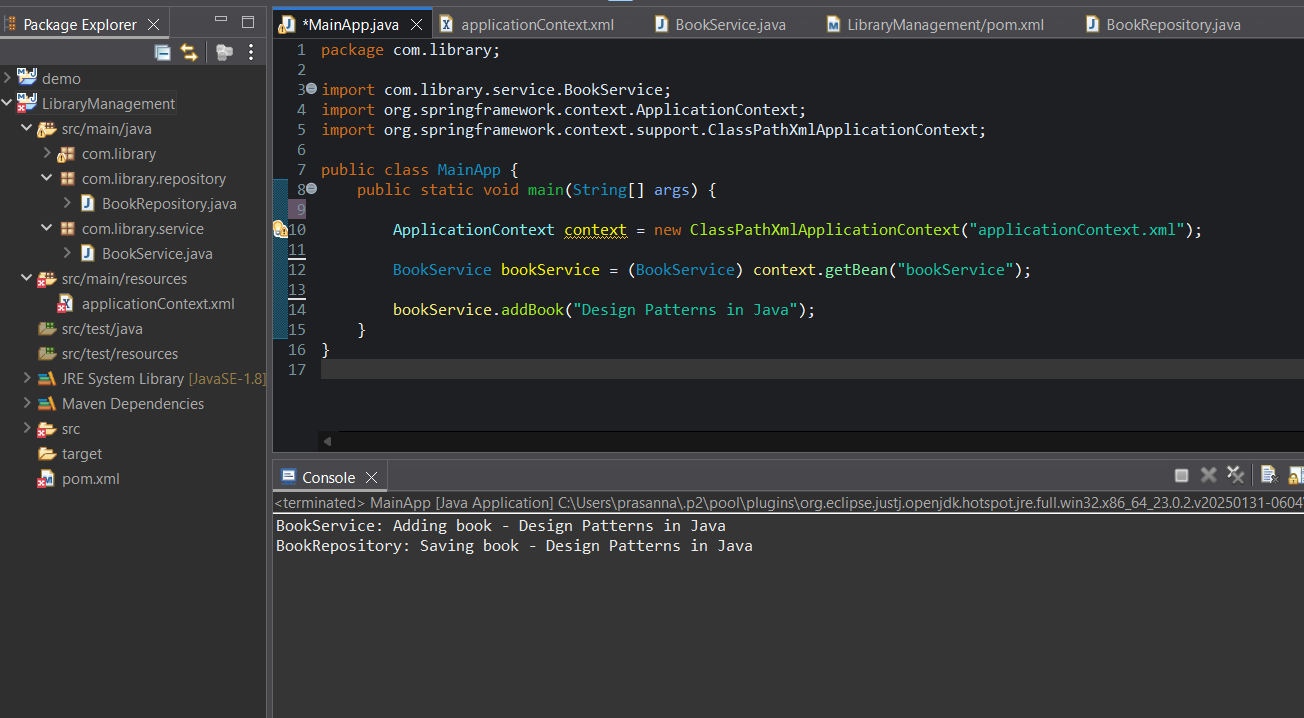 Package Explorer
*MainApp.java
applicationContext.xml
BookService.java
LibraryManagement/pom.xml
BookRepository.java
demo
LibraryManagement
src/main/java
com.library
com.library.repository
BookRepository.java
com.library.service
BookService.java
src/main/resources
applicationContext.xml
src/test/java
src/test/resources
JRE System Library [JavaSE-1.8]
Maven Dependencies
src
target
pom.xml
1 package com.library;
2
3 import com.library.service.BookService;
4 import org.springframework.context.ApplicationContext;
5 import org.springframework.context.support.ClassPathXmlApplicationContext;
6
7 public class MainApp {
8 public static void main(String[] args) {
9
10 ApplicationContext context = new ClassPathXmlApplicationContext("applicationContext.xml");
11
12 BookService bookService = (BookService) context.getBean("bookService");
13
14 bookService.addBook("Design Patterns in Java");
15 }
16 }
17
Console
<terminated> MainApp [Java Application] C:\Users\prasanna\.p2\pool\plugins\org.eclipse.justj.openjdk.hotspot.jre.full.win32.x86_64_23.0.2.v20250131-0604
BookService: Adding book - Design Patterns in Java
BookRepository: Saving book - Design Patterns in Java